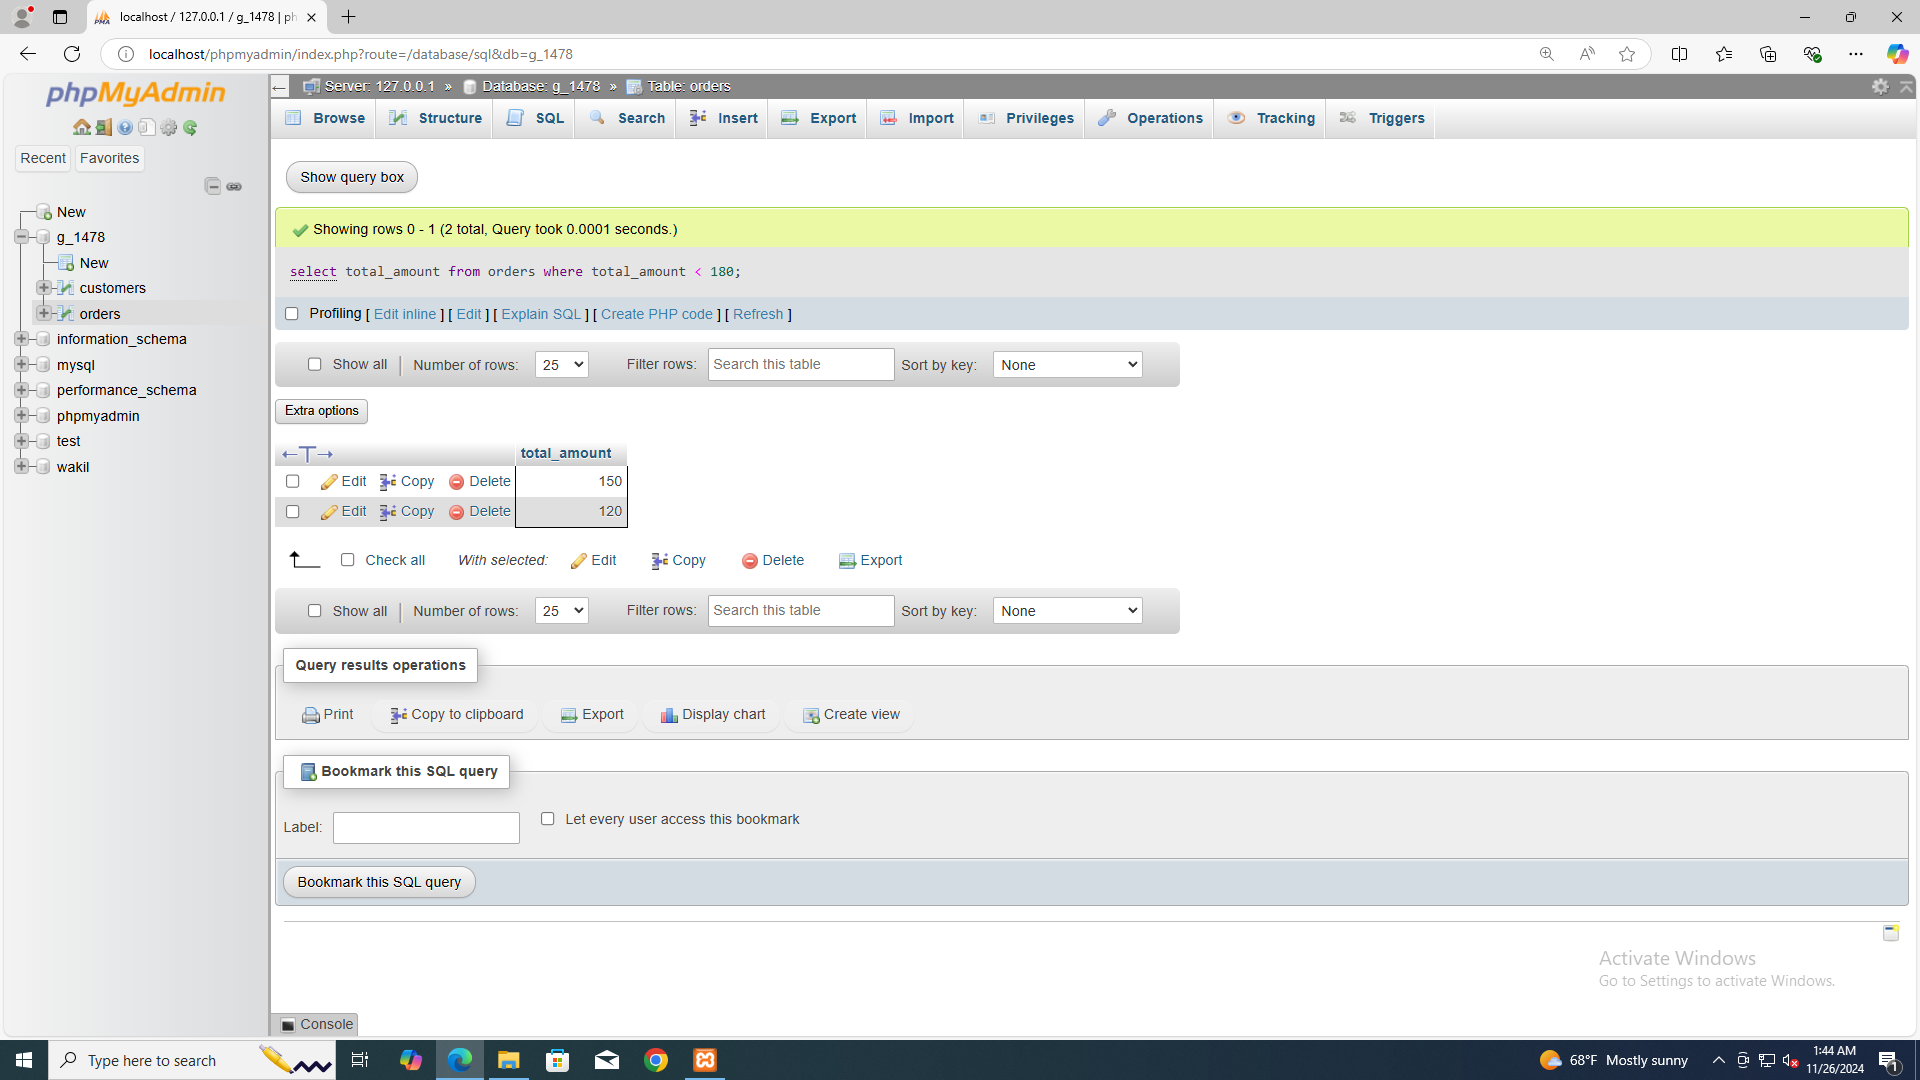 localhost / 127.0.0.1 / g_1478 | ph
localhost/phpmyadmin/index.php?route=/database/sql&db=g_1478
phpMyAdmin
Recent Favorites
New
g_1478
New
customers
orders
information_schema
mysql
performance_schema
phpmyadmin
test
wakil
Server: 127.0.0.1 » Database: g_1478 » Table: orders
Browse Structure SQL Search Insert Export Import Privileges Operations Tracking Triggers
Show query box
Showing rows 0 - 1 (2 total, Query took 0.0001 seconds.)
select total_amount from orders where total_amount < 180;
Profiling [ Edit inline ] [ Edit ] [ Explain SQL ] [ Create PHP code ] [ Refresh ]
Show all | Number of rows: 25 Filter rows: Search this table Sort by key: None
Extra options
←T→ total_amount
Edit Copy Delete 150
Edit Copy Delete 120
Check all With selected: Edit Copy Delete Export
Show all | Number of rows: 25 Filter rows: Search this table Sort by key: None
Query results operations
Print Copy to clipboard Export Display chart Create view
Bookmark this SQL query
Label: Let every user access this bookmark
Bookmark this SQL query
Activate Windows
Go to Settings to activate Windows.
Console
Type here to search
68°F Mostly sunny
1:44 AM
11/26/2024
1